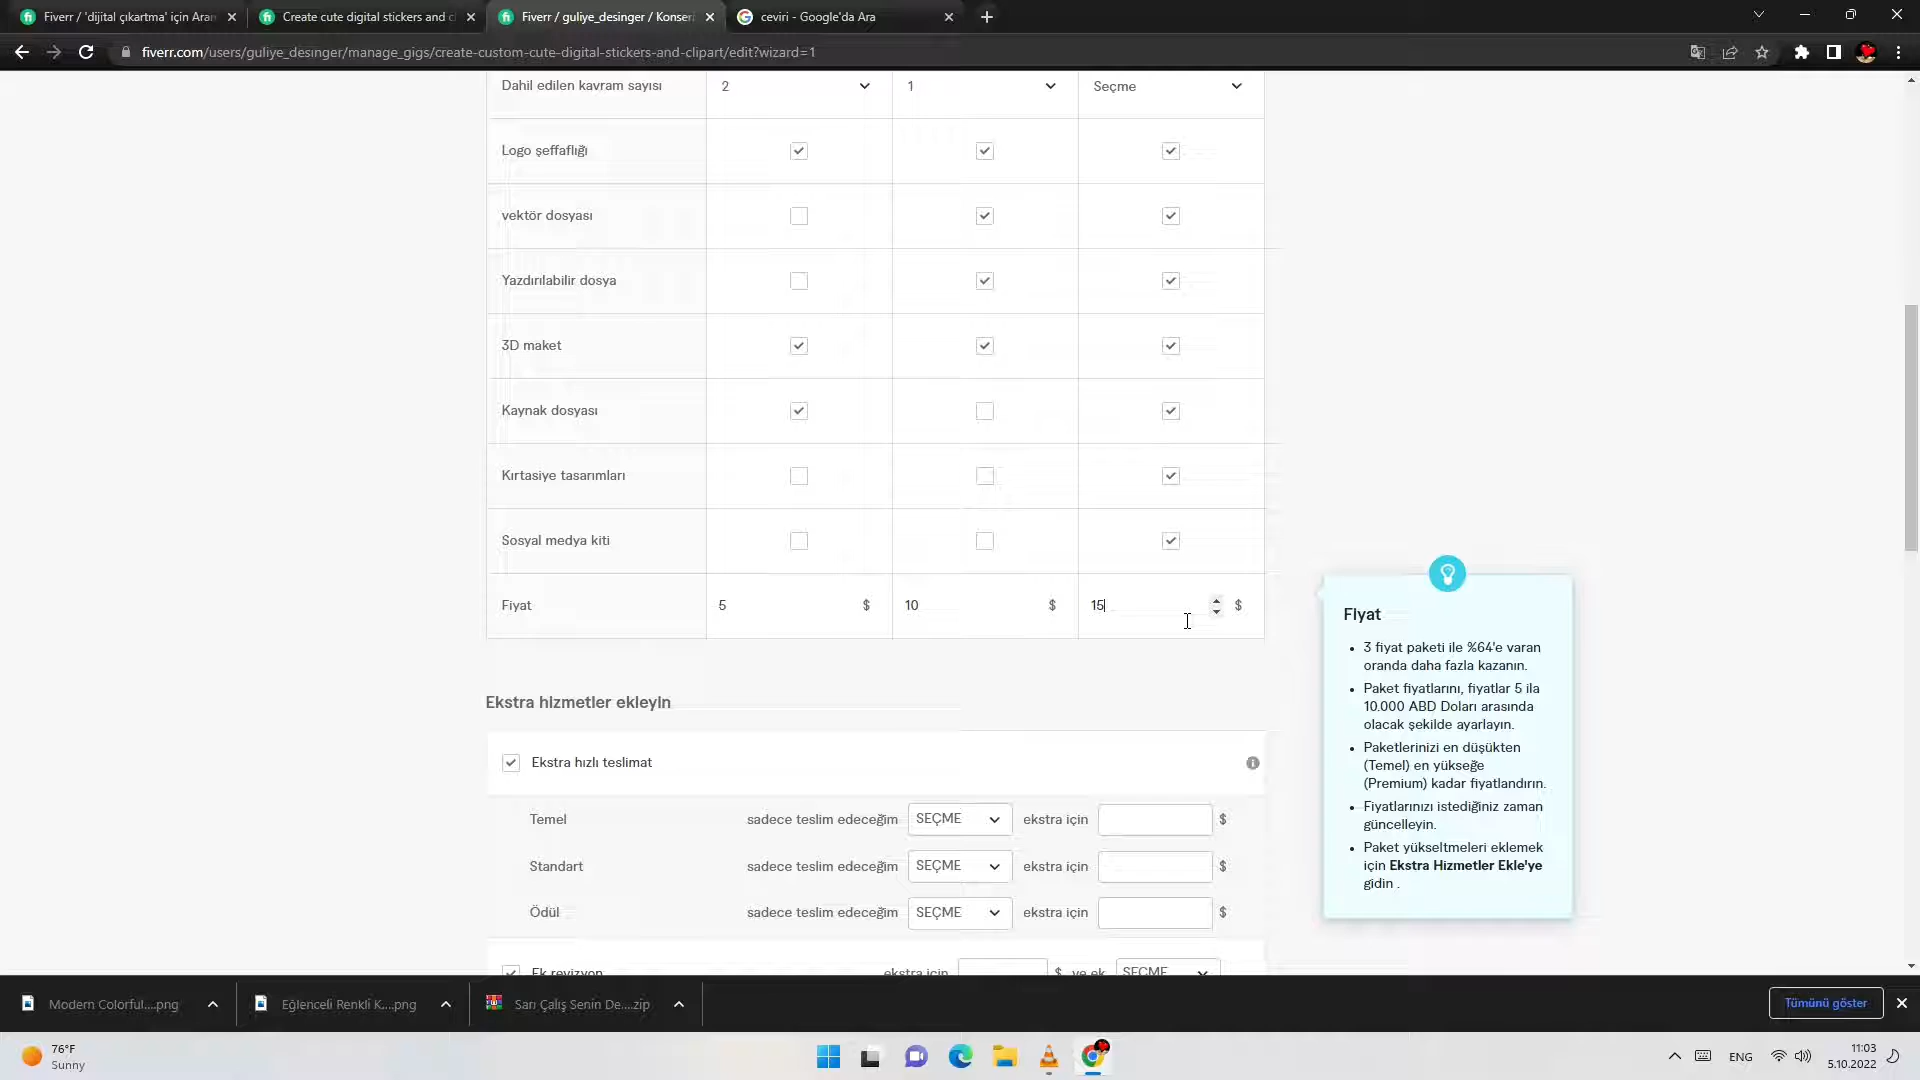 Fiverr / 'dijital çıkartma' için Aran
Create cute digital stickers and cl
Fiverr / guliye_desinger / Konser
ceviri - Google'da Ara
fiverr.com/users/guliye_desinger/manage_gigs/create-custom-cute-digital-stickers-and-clipart/edit?wizard=1
Dahil edilen kavram sayısı 2 1 Seçme
Logo şeffaflığı
vektör dosyası
Yazdırılabilir dosya
3D maket
Kaynak dosyası
Kırtasiye tasarımları
Sosyal medya kiti
Fiyat 5 $ 10 $ 15 $
Ekstra hizmetler ekleyin
Ekstra hızlı teslimat
Temel sadece teslim edeceğim SEÇME ekstra için $
Standart sadece teslim edeceğim SEÇME ekstra için $
Ödül sadece teslim edeceğim SEÇME ekstra için $
Ek revizyon ekstra için $ ve ek SEÇME
Fiyat
• 3 fiyat paketi ile %64'e varan
oranda daha fazla kazanın.
• Paket fiyatlarını, fiyatlar 5 ila
10.000 ABD Doları arasında
olacak şekilde ayarlayın.
• Paketlerinizi en düşükten
(Temel) en yükseğe
(Premium) kadar fiyatlandırın.
• Fiyatlarınızı istediğiniz zaman
güncelleyin.
• Paket yükseltmeleri eklemek
için Ekstra Hizmetler Ekle'ye
gidin .
Modern Colorful....png
Eğlenceli Renkli K....png
Sarı Çalış Senin De....zip
Tümünü göster
76°F
Sunny
ENG
11:03
5.10.2022